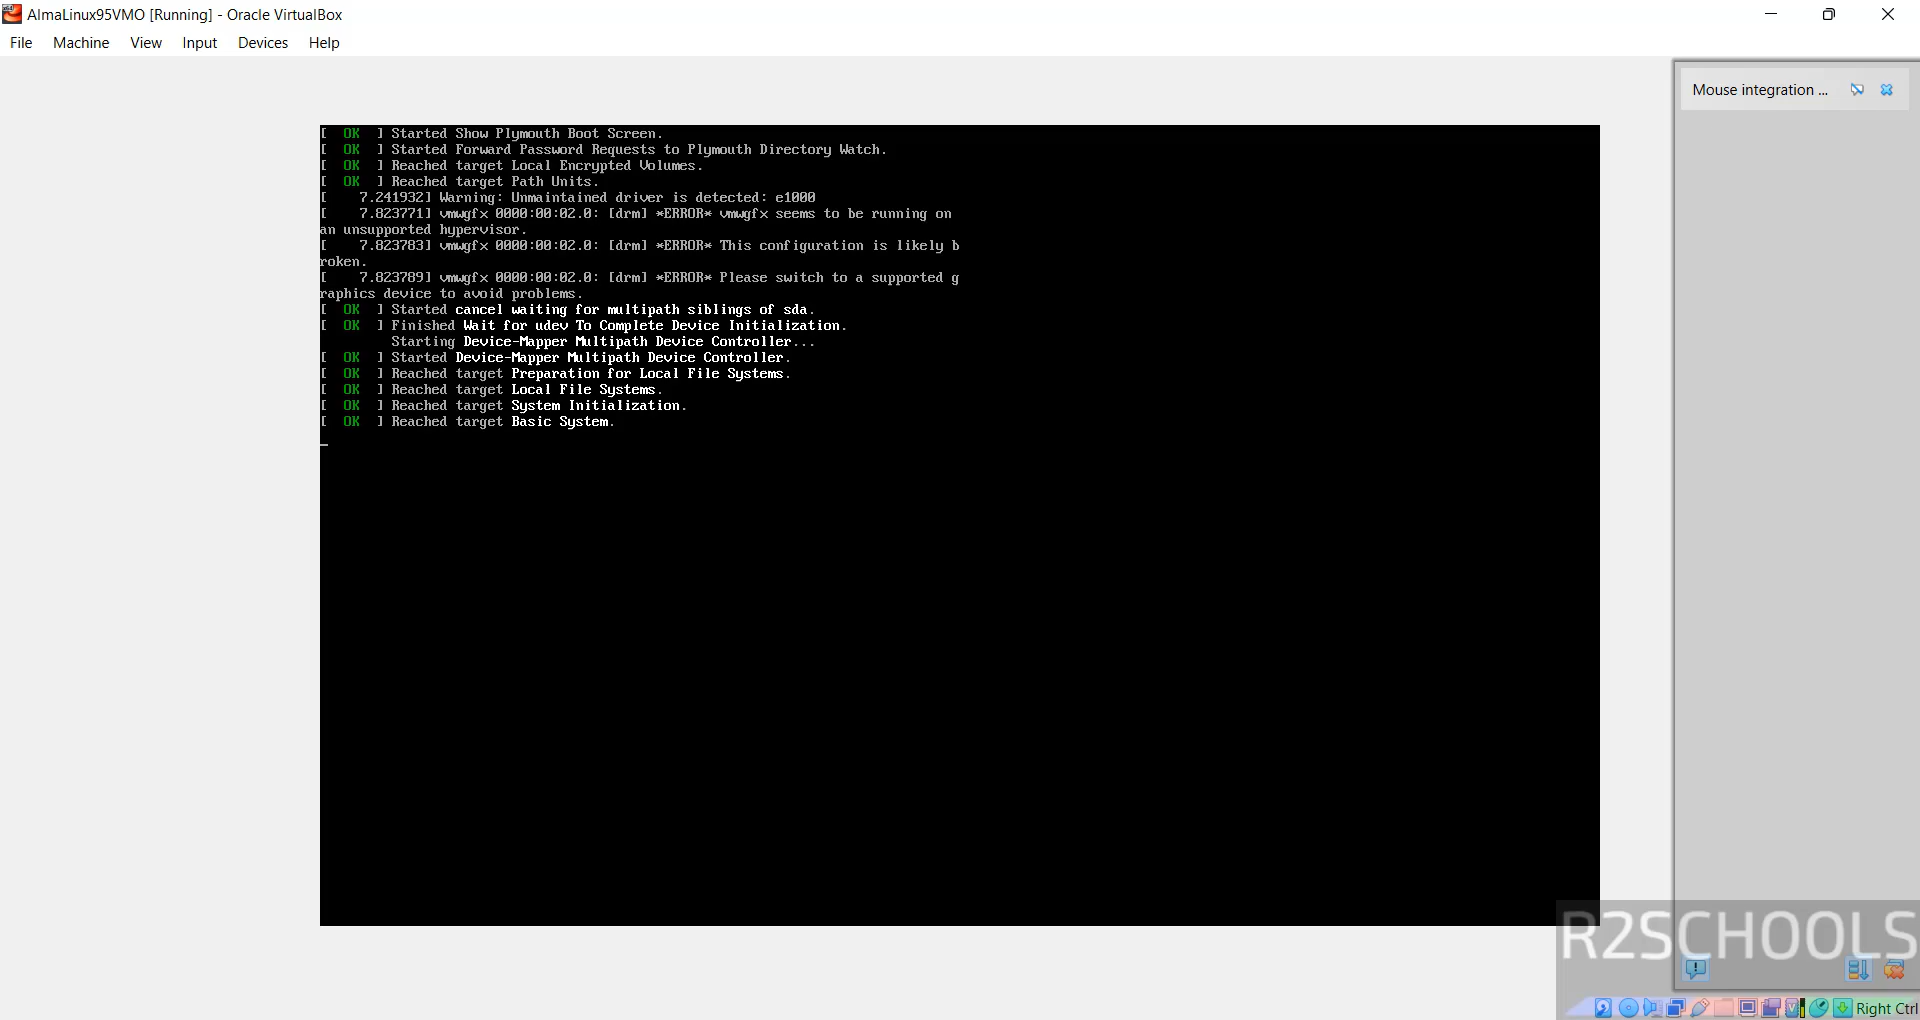 AlmaLinux95VMO [Running] - Oracle VirtualBox
File Machine View Input Devices Help
Mouse integration ...
[ OK ] Started Show Plymouth Boot Screen.
[ OK ] Started Forward Password Requests to Plymouth Directory Watch.
[ OK ] Reached target Local Encrypted Volumes.
[ OK ] Reached target Path Units.
[ 7.241932] Warning: Unmaintained driver is detected: e1000
[ 7.823771] vmwgfx 0000:00:02.0: [drm] *ERROR* vmwgfx seems to be running on
an unsupported hypervisor.
[ 7.823783] vmwgfx 0000:00:02.0: [drm] *ERROR* This configuration is likely b
roken.
[ 7.823789] vmwgfx 0000:00:02.0: [drm] *ERROR* Please switch to a supported g
raphics device to avoid problems.
[ OK ] Started cancel waiting for multipath siblings of sda.
[ OK ] Finished Wait for udev To Complete Device Initialization.
Starting Device-Mapper Multipath Device Controller...
[ OK ] Started Device-Mapper Multipath Device Controller.
[ OK ] Reached target Preparation for Local File Systems.
[ OK ] Reached target Local File Systems.
[ OK ] Reached target System Initialization.
[ OK ] Reached target Basic System.
R2SCHOOLS
Right Ctrl